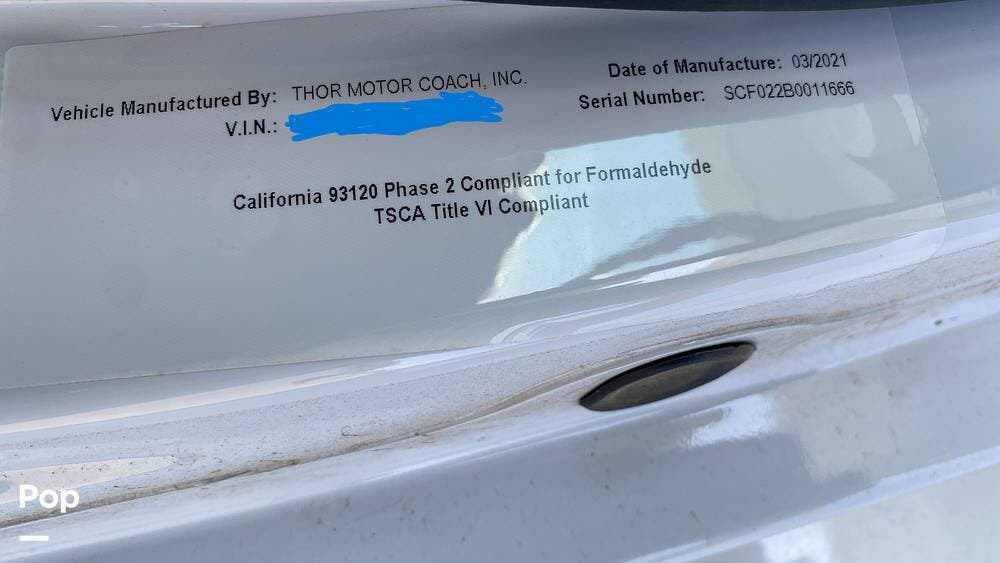 Vehicle Manufactured By: THOR MOTOR COACH, INC.
V.I.N.:
Date of Manufacture: 03/2021
Serial Number: SCF022B0011666
California 93120 Phase 2 Compliant for Formaldehyde
TSCA Title VI Compliant
Pop